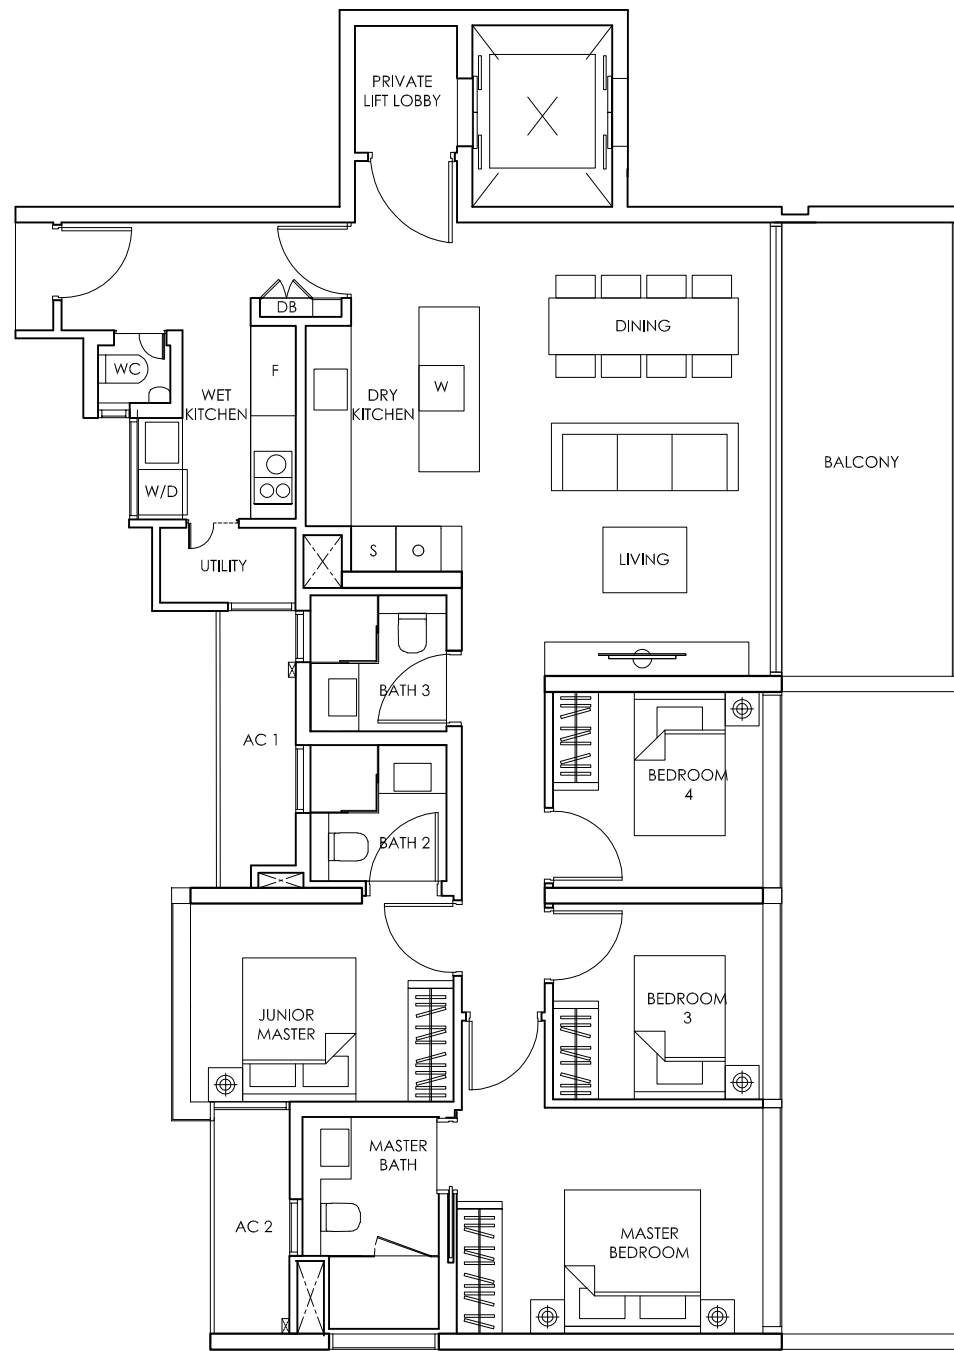 PRIVATE
LIFT LOBBY
DB
DINING
WC
F
WET
KITCHEN
DRY
KITCHEN
W
BALCONY
W/D
S
O
UTILITY
LIVING
BATH 3
AC 1
BEDROOM
4
BATH 2
JUNIOR
MASTER
BEDROOM
3
MASTER
BATH
AC 2
MASTER
BEDROOM